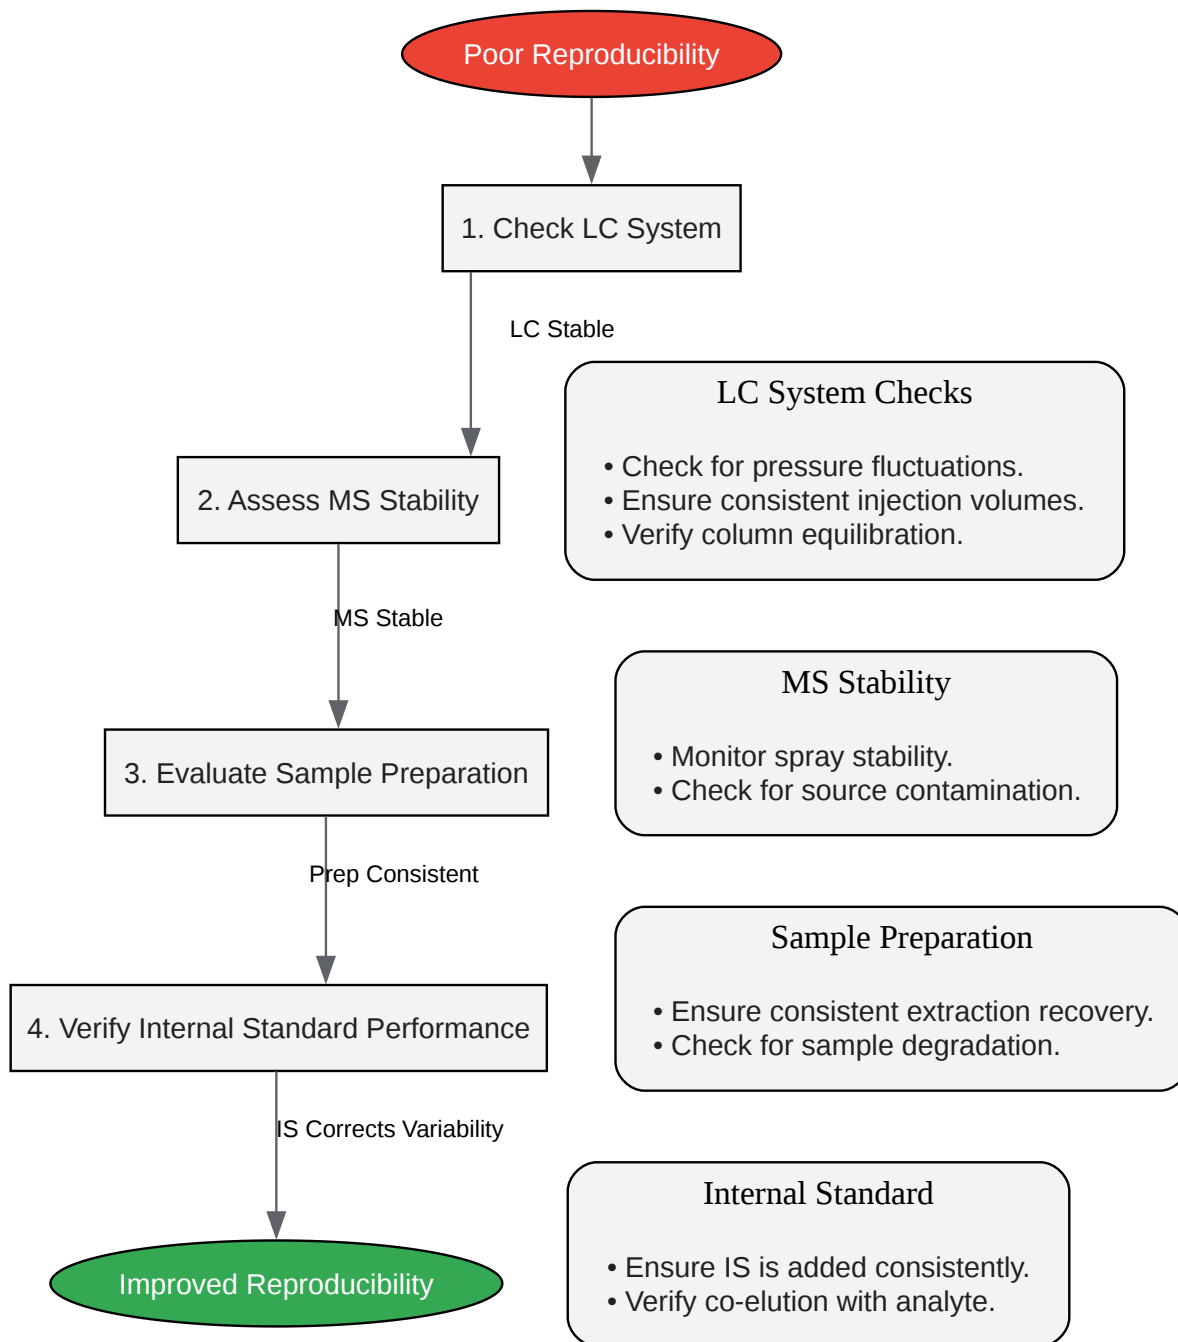 Poor Reproducibility
1. Check LC System
LC Stable
LC System Checks
• Check for pressure fluctuations.
• Ensure consistent injection volumes.
• Verify column equilibration.
2. Assess MS Stability
MS Stable
MS Stability
• Monitor spray stability.
• Check for source contamination.
3. Evaluate Sample Preparation
Prep Consistent
Sample Preparation
• Ensure consistent extraction recovery.
• Check for sample degradation.
4. Verify Internal Standard Performance
IS Corrects Variability
Internal Standard
• Ensure IS is added consistently.
• Verify co-elution with analyte.
Improved Reproducibility